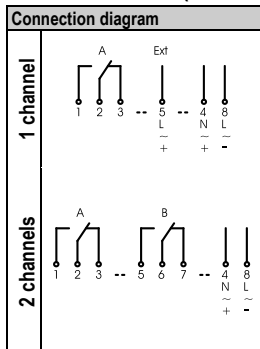 Connection diagram
1 channel
A Ext
1 2 3 -- 5 -- 4 8
L N L
~ ~ ~
+ + -
2 channels
A B
1 2 3 -- 5 6 7 -- 4 8
N L
~ ~
+ -